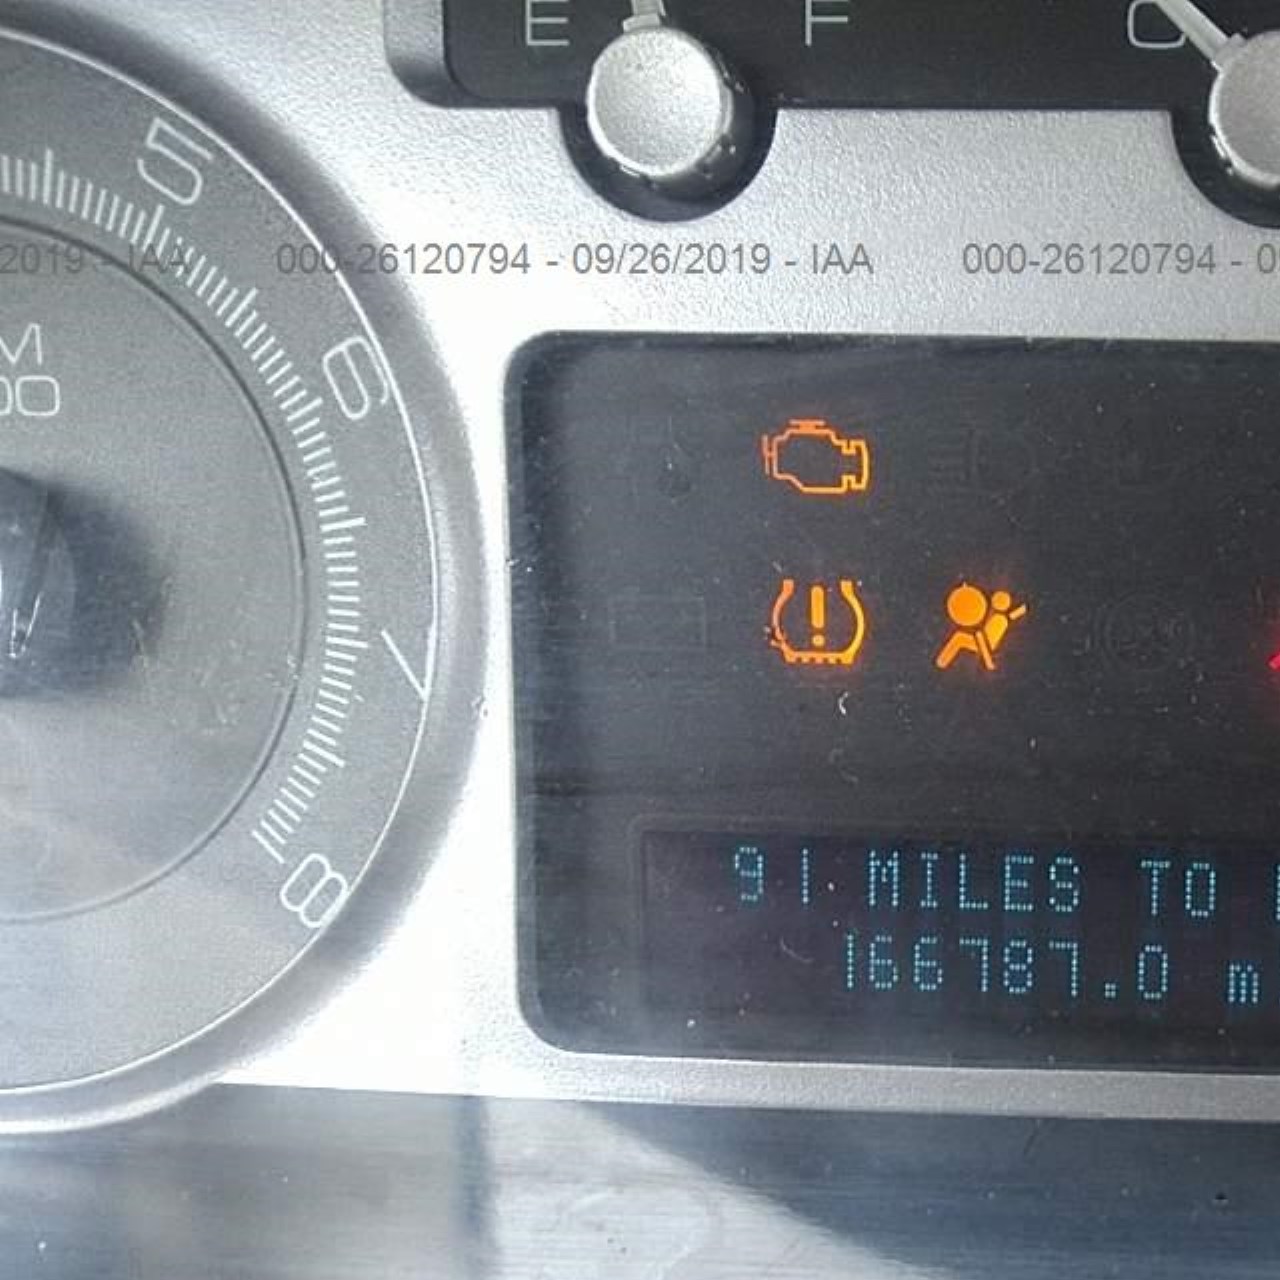 E F C
5
000-26120794 - 09/26/2019 - IAA
2019 - IAA
000-26120794 - 0
6
7
8
91 MILES TO
166787.0 m